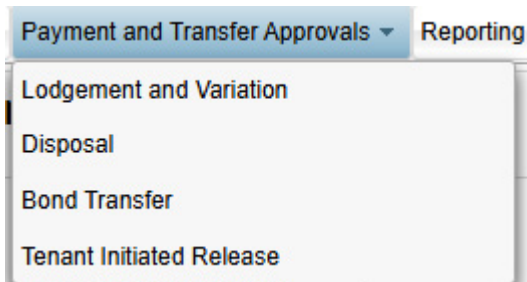 Payment and Transfer Approvals Reporting
Lodgement and Variation
Disposal
Bond Transfer
Tenant Initiated Release